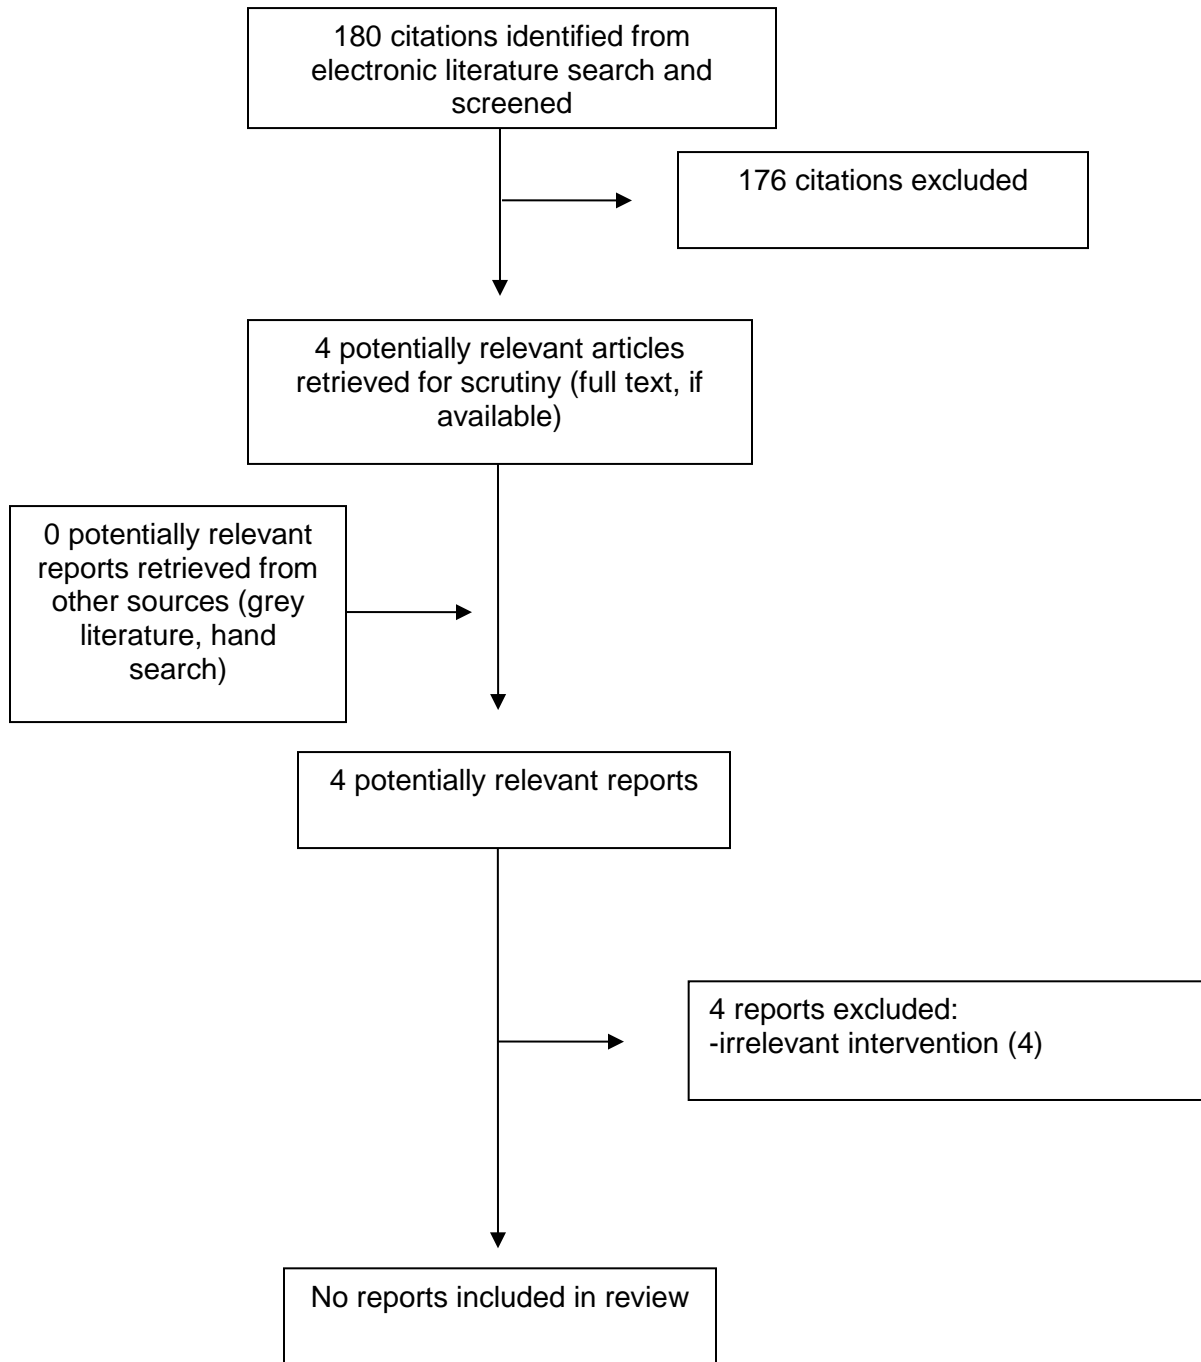 180 citations identified from
electronic literature search and
screened
176 citations excluded
4 potentially relevant articles
retrieved for scrutiny (full text, if
available)
0 potentially relevant
reports retrieved from
other sources (grey
literature, hand
search)
4 potentially relevant reports
4 reports excluded:
-irrelevant intervention (4)
No reports included in review